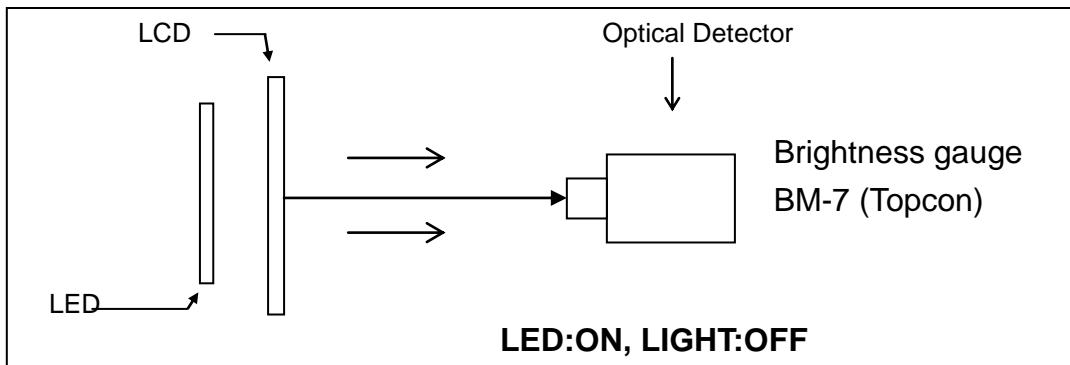 LCD
Optical Detector
Brightness gauge
BM-7 (Topcon)
LED
LED:ON, LIGHT:OFF